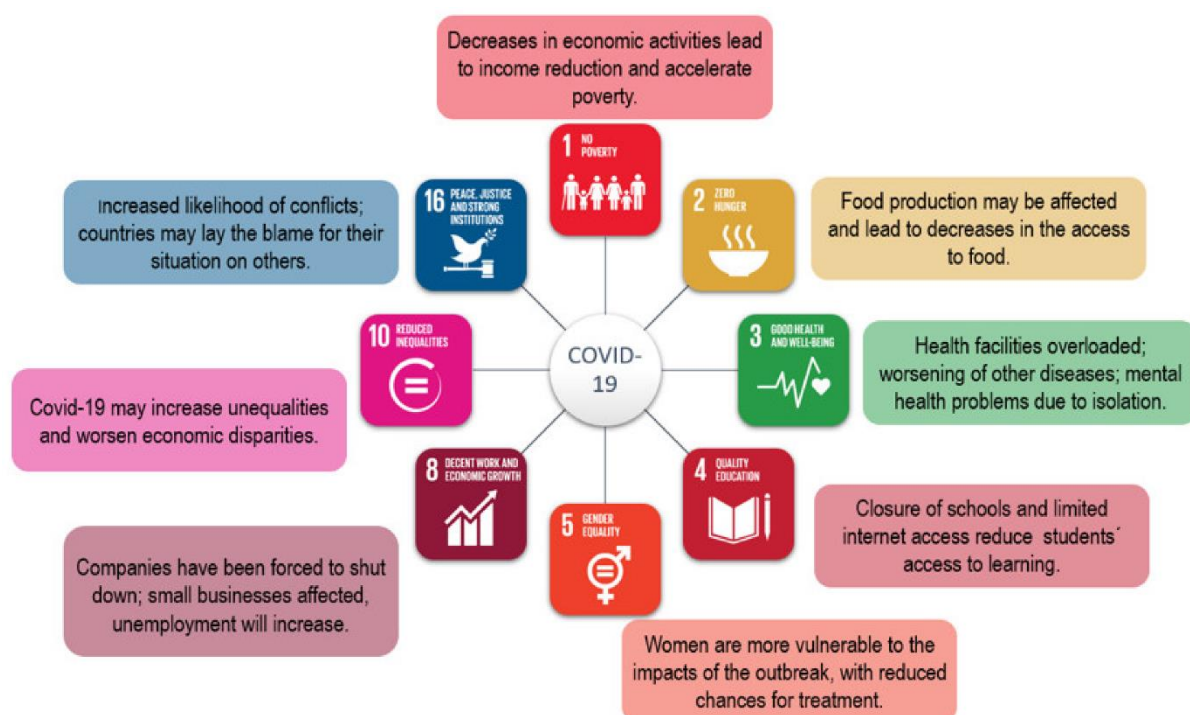 Decreases in economic activities lead
to income reduction and accelerate
poverty.
1 NO
POVERTY
2 ZERO
HUNGER
Food production may be affected
and lead to decreases in the access
to food.
3 GOOD HEALTH
AND WELL-BEING
Health facilities overloaded;
worsening of other diseases; mental
health problems due to isolation.
4 QUALITY
EDUCATION
Closure of schools and limited
internet access reduce students´
access to learning.
5 GENDER
EQUALITY
Women are more vulnerable to the
impacts of the outbreak, with reduced
chances for treatment.
8 DECENT WORK AND
ECONOMIC GROWTH
Companies have been forced to shut
down; small businesses affected,
unemployment will increase.
10 REDUCED
INEQUALITIES
Covid-19 may increase unequalities
and worsen economic disparities.
16 PEACE, JUSTICE
AND STRONG
INSTITUTIONS
Increased likelihood of conflicts;
countries may lay the blame for their
situation on others.
COVID-
19